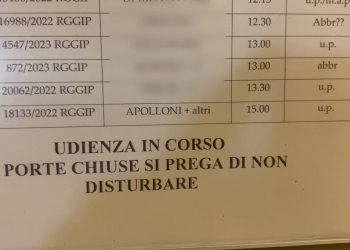 12.15
16988/2022 RGGIP 12.30 Abbr??
4547/2023 RGGIP 13.00 u.p.
872/2023 RGGIP 13.00 abbr
20062/2022 RGGIP 13.30 u.p.
18133/2022 RGGIP APOLLONI + altri 15.00 u.p.
UDIENZA IN CORSO
PORTE CHIUSE SI PREGA DI NON
DISTURBARE